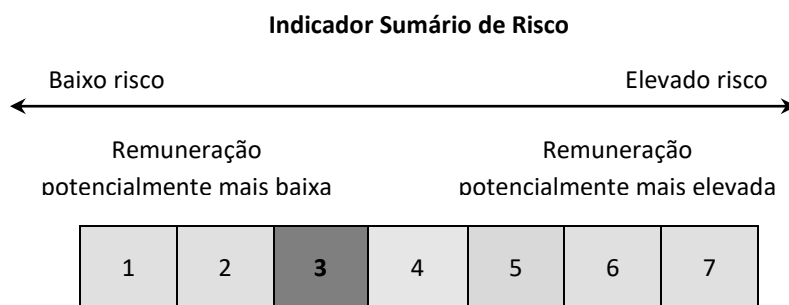 Indicador Sumário de Risco
Baixo risco Elevado risco
Remuneração Remuneração
potencialmente mais baixa potencialmente mais elevada
1 2 3 4 5 6 7